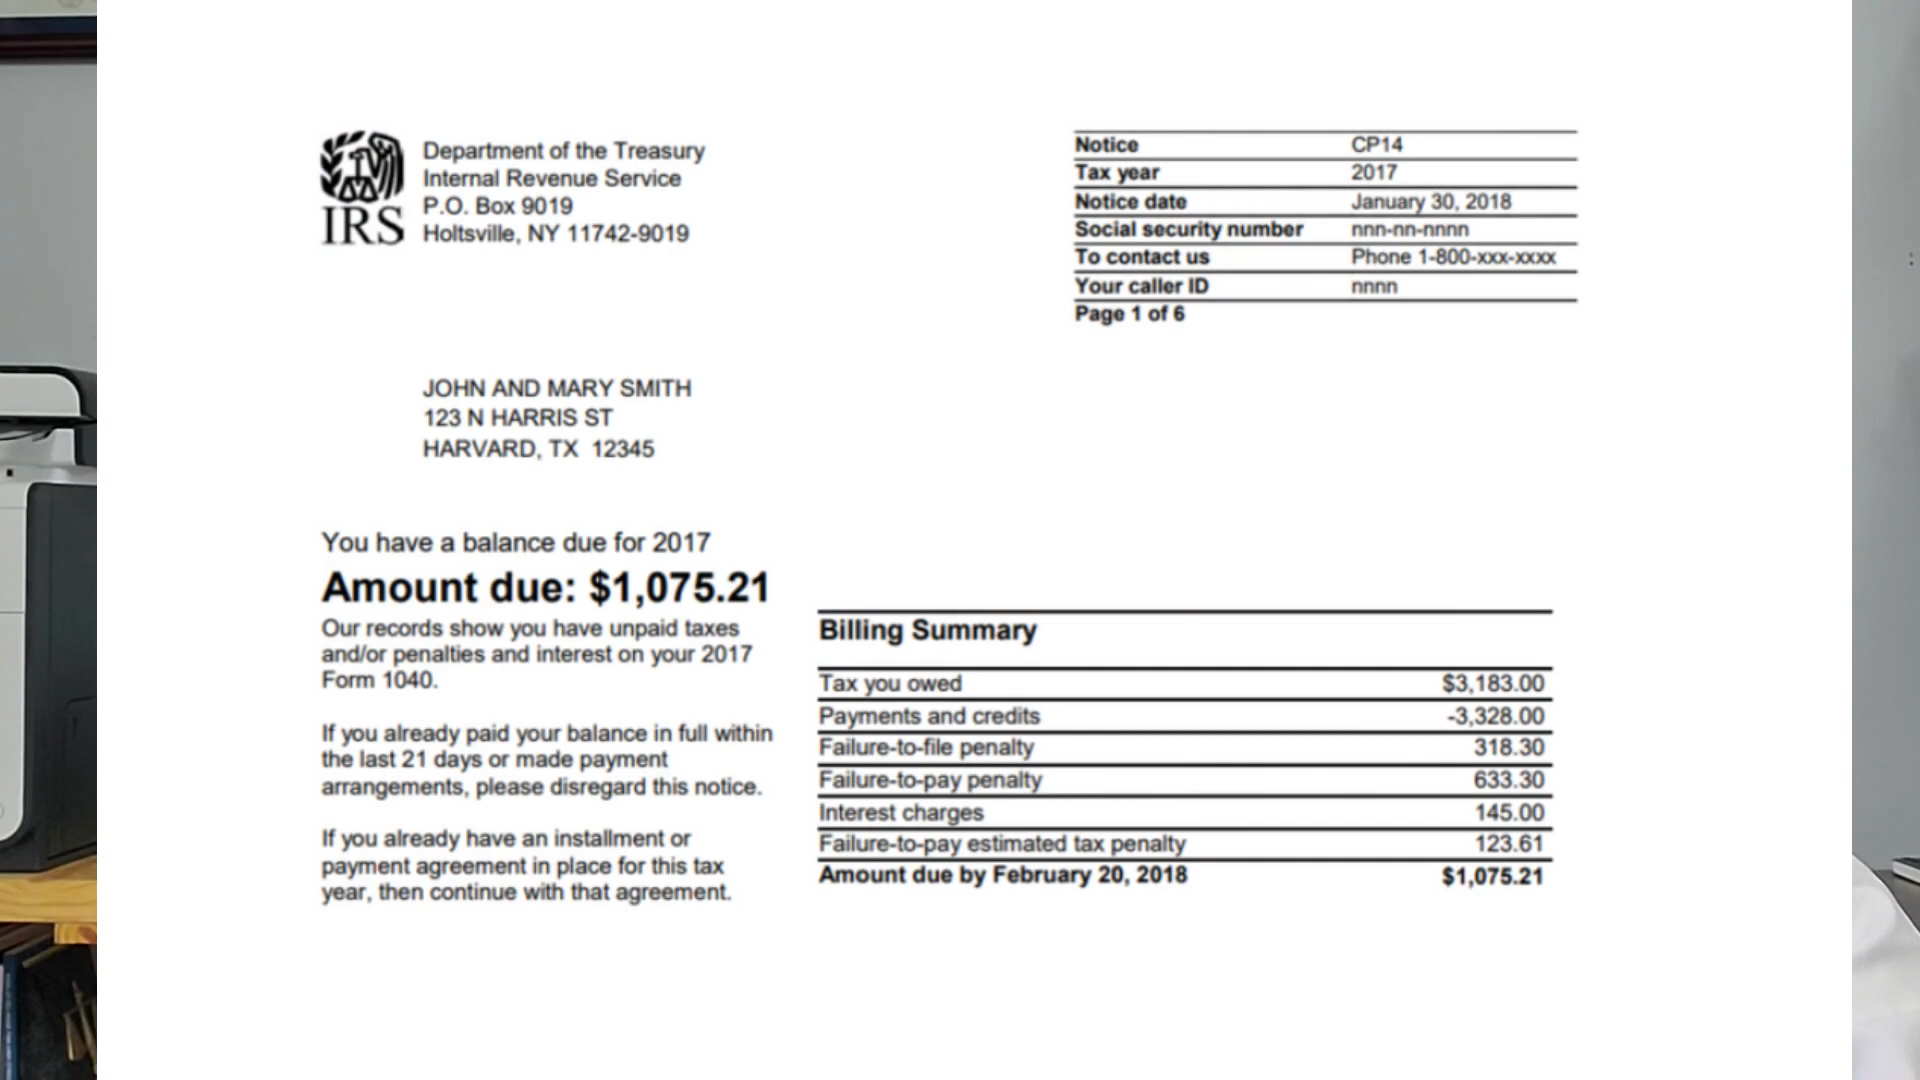 IRS
Department of the Treasury
Internal Revenue Service
P.O. Box 9019
Holtsville, NY 11742-9019
Notice CP14
Tax year 2017
Notice date January 30, 2018
Social security number nnn-nn-nnnn
To contact us Phone 1-800-xxx-xxxx
Your caller ID nnnn
Page 1 of 6
JOHN AND MARY SMITH
123 N HARRIS ST
HARVARD, TX 12345
You have a balance due for 2017
Amount due: $1,075.21
Our records show you have unpaid taxes
and/or penalties and interest on your 2017
Form 1040.
If you already paid your balance in full within
the last 21 days or made payment
arrangements, please disregard this notice.
If you already have an installment or
payment agreement in place for this tax
year, then continue with that agreement.
Billing Summary
Tax you owed $3,183.00
Payments and credits -3,328.00
Failure-to-file penalty 318.30
Failure-to-pay penalty 633.30
Interest charges 145.00
Failure-to-pay estimated tax penalty 123.61
Amount due by February 20, 2018 $1,075.21